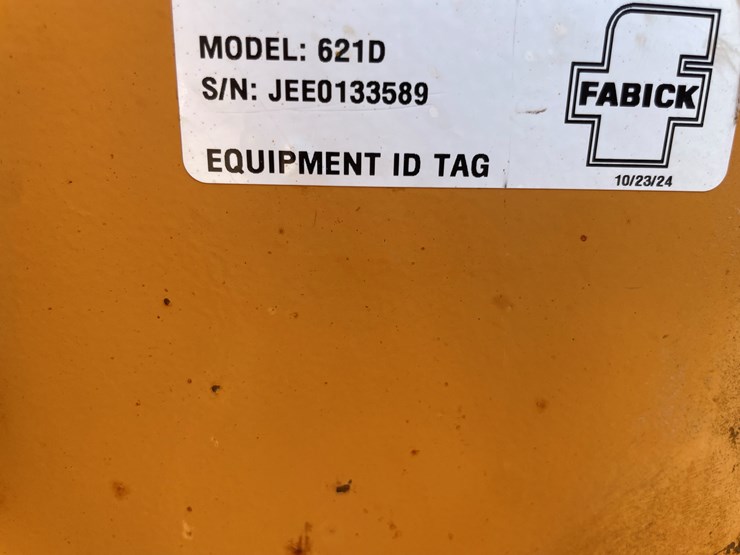 MODEL: 621D
S/N: JEE0133589
FABICK
EQUIPMENT ID TAG
10/23/24